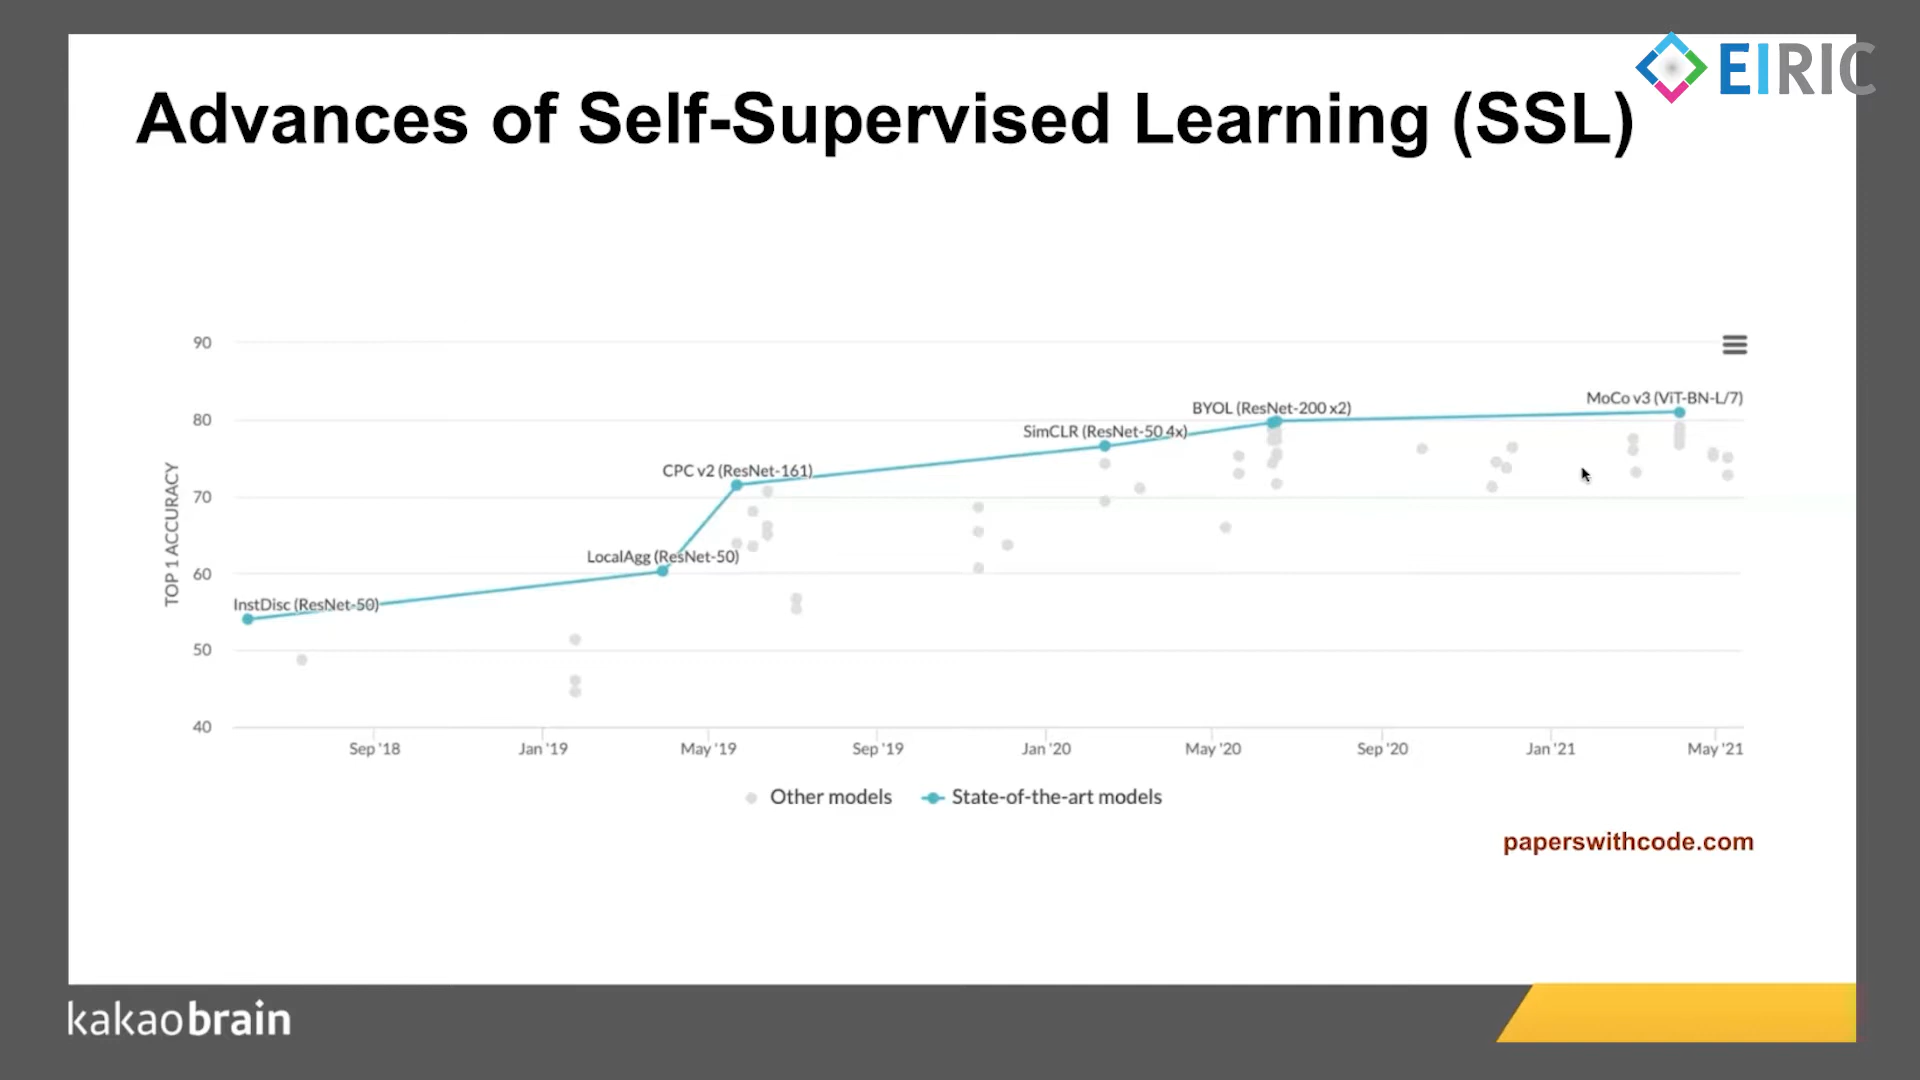 EIRIC
Advances of Self-Supervised Learning (SSL)
90
80
70
60
50
40
TOP 1 ACCURACY
InstDisc (ResNet-50)
LocalAgg (ResNet-50)
CPC v2 (ResNet-161)
SimCLR (ResNet-50 4x)
BYOL (ResNet-200 x2)
MoCo v3 (ViT-BN-L/7)
Sep '18 Jan '19 May '19 Sep '19 Jan '20 May '20 Sep '20 Jan '21 May '21
Other models State-of-the-art models
paperswithcode.com
kakaobrain